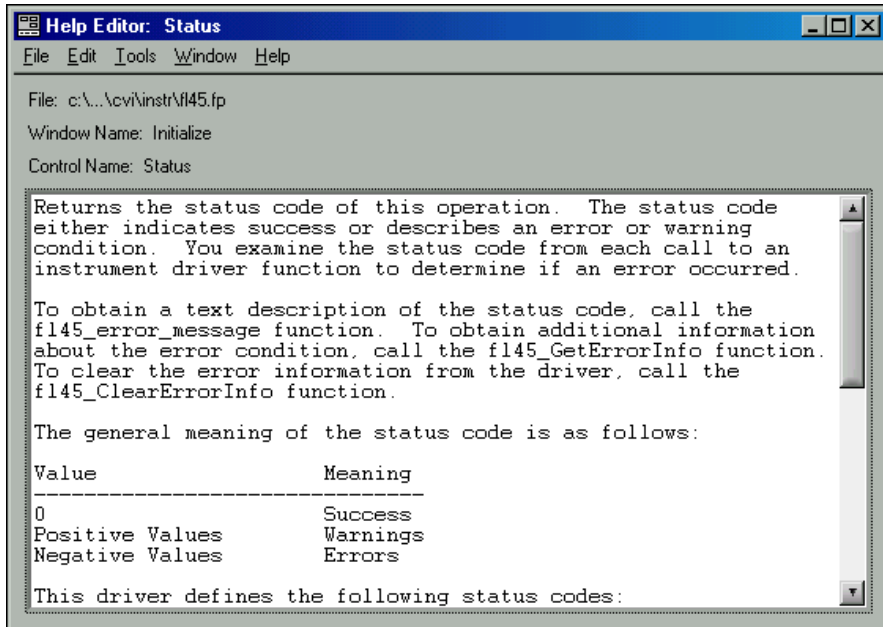 Help Editor: Status
File Edit Tools Window Help
File: c:\...\cvi\instr\fl45.fp
Window Name: Initialize
Control Name: Status
Returns the status code of this operation. The status code
either indicates success or describes an error or warning
condition. You examine the status code from each call to an
instrument driver function to determine if an error occurred.
To obtain a text description of the status code, call the
fl45_error_message function. To obtain additional information
about the error condition, call the fl45_GetErrorInfo function.
To clear the error information from the driver, call the
fl45_ClearErrorInfo function.
The general meaning of the status code is as follows:
Value Meaning
--------------------------------
0 Success
Positive Values Warnings
Negative Values Errors
This driver defines the following status codes: